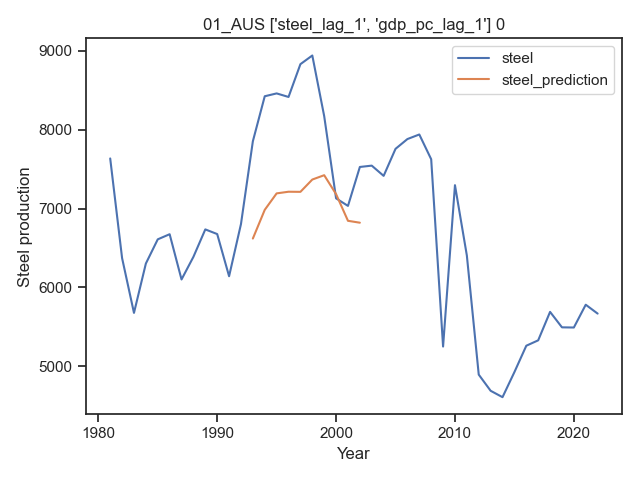 01_AUS ['steel_lag_1', 'gdp_pc_lag_1'] 0
steel
steel_prediction
9000
8000
7000
6000
5000
Steel production
1980
1990
2000
2010
2020
Year